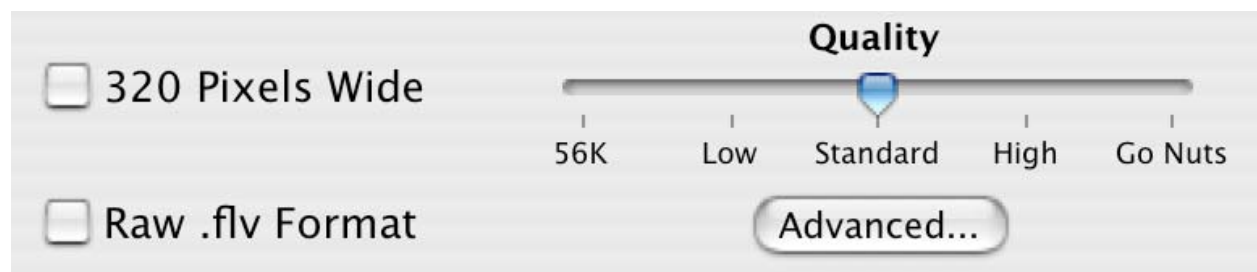 Quality
320 Pixels Wide
56K Low Standard High Go Nuts
Raw .flv Format
Advanced...